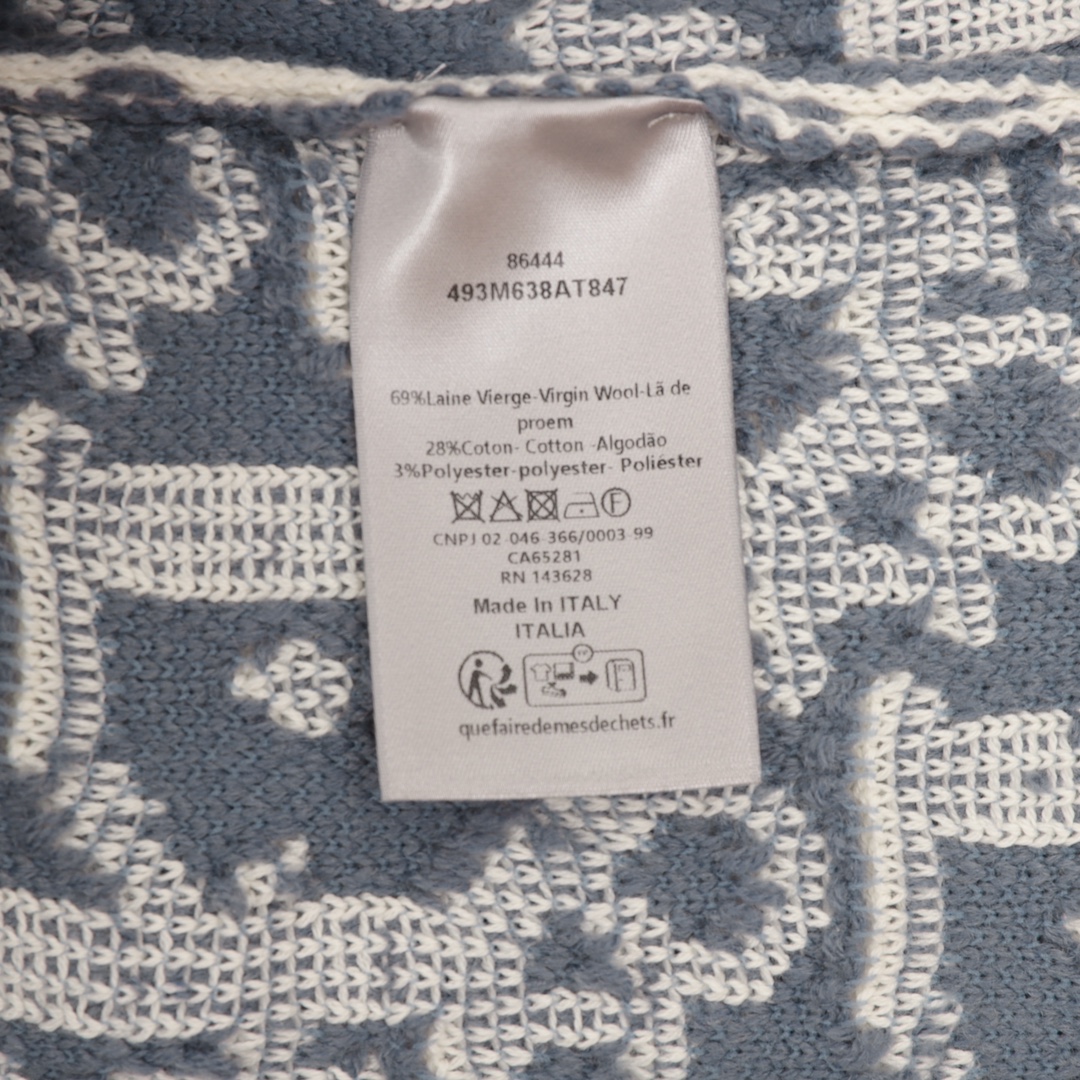 86444
493M638AT847
69%Laine Vierge-Virgin Wool-Lã de
proem
28%Coton- Cotton -Algodão
3%Polyester-polyester- Poliéster
F
CNPJ 02-046-366/0003-99
CA65281
RN 143628
Made In ITALY
ITALIA
quefairedemesdechets.fr